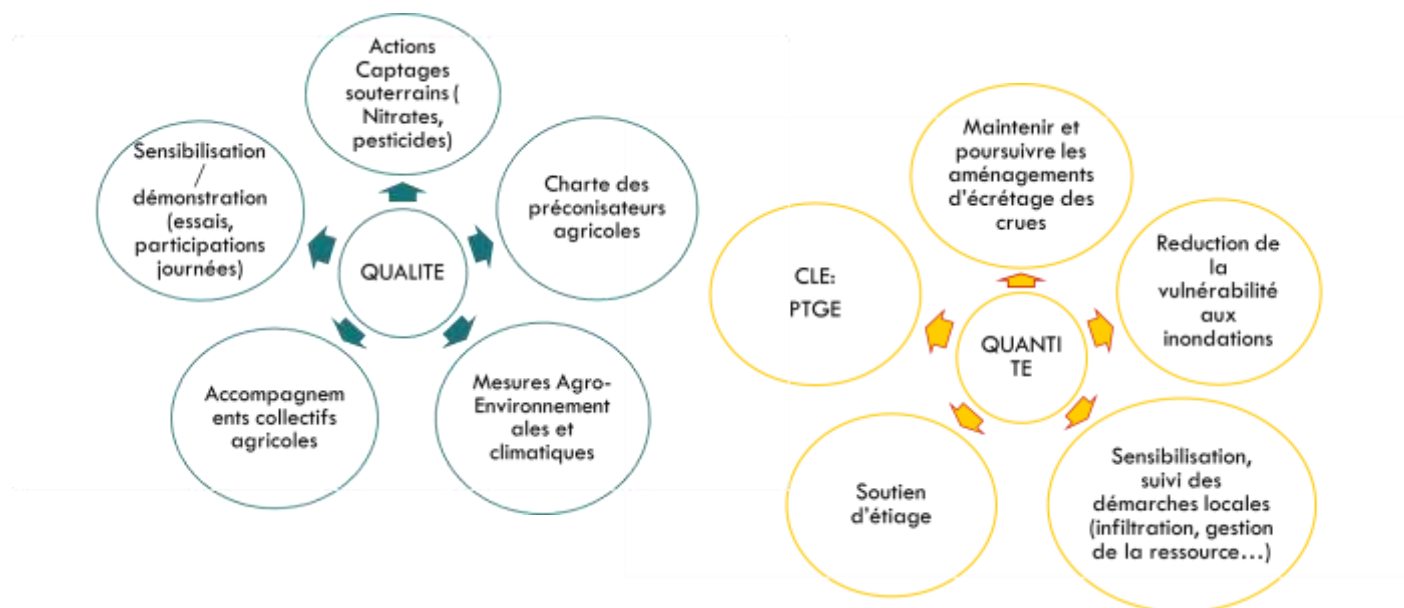 Actions
Captages
souterrains (
Nitrates,
pesticides)
Sensibilisation
/
démonstration
(essais,
participations
journées)
Charte des
préconisateurs
agricoles
QUALITE
Accompagnem
ents collectifs
agricoles
Mesures Agro-
Environnement
ales et
climatiques
Maintenir et
poursuivre les
aménagements
d'écrétage des
crues
CLE:
PTGE
Reduction de
la
vulnérabilité
aux
inondations
QUANTI
TE
Soutien
d'étiage
Sensibilisation,
suivi des
démarches locales
(infiltration, gestion
de la ressource…)